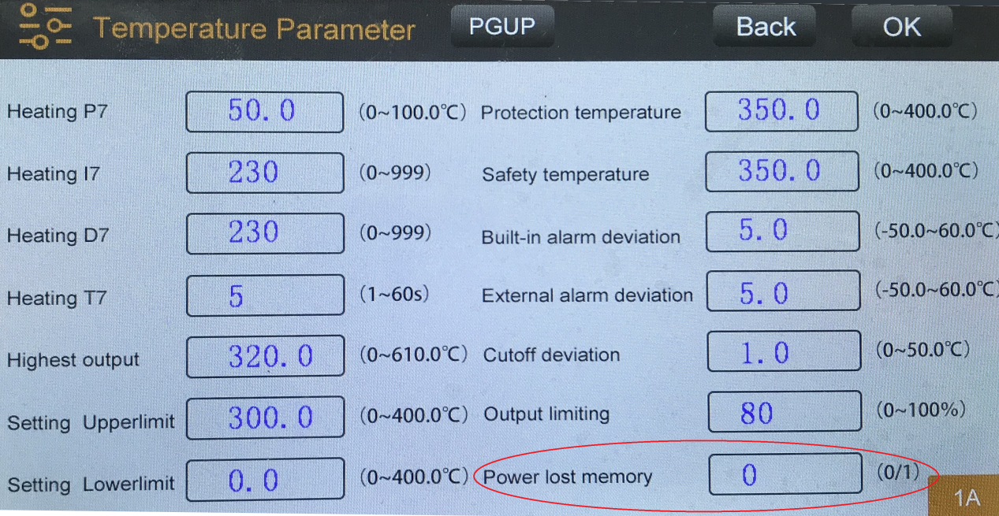 Temperature Parameter PGUP Back OK
Heating P7 50.0 (0~100.0℃) Protection temperature 350.0 (0~400.0℃)
Heating I7 230 (0~999) Safety temperature 350.0 (0~400.0℃)
Heating D7 230 (0~999) Built-in alarm deviation 5.0 (-50.0~60.0℃)
Heating T7 5 (1~60s) External alarm deviation 5.0 (-50.0~60.0℃)
Highest output 320.0 (0~610.0℃) Cutoff deviation 1.0 (0~50.0℃)
Setting Upperlimit 300.0 (0~400.0℃) Output limiting 80 (0~100%)
Setting Lowerlimit 0.0 (0~400.0℃) Power lost memory 0 (0/1)
1A